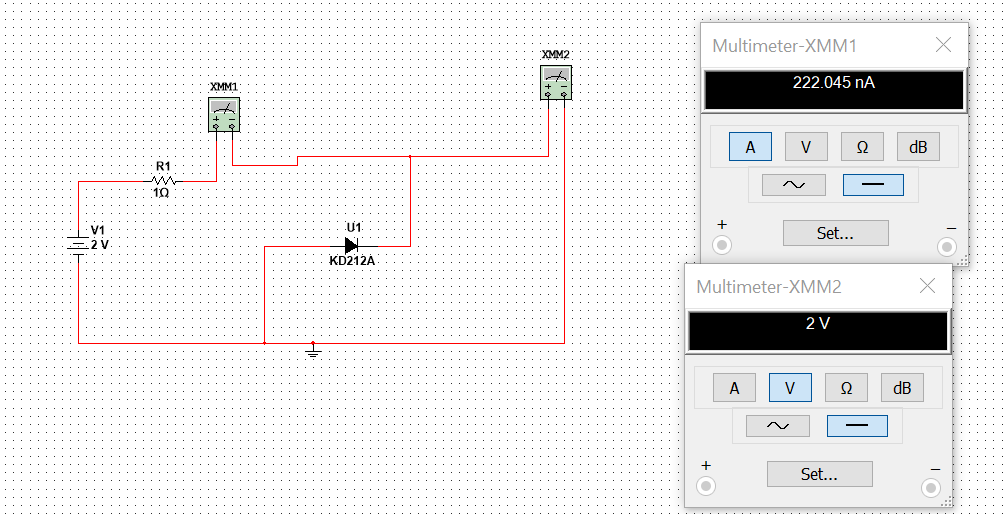 XMM1
XMM2
R1
1Ω
V1
2 V
U1
KD212A
Multimeter-XMM1
222.045 nA
A V Ω dB
+ −
Set...
Multimeter-XMM2
2 V
A V Ω dB
+ −
Set...